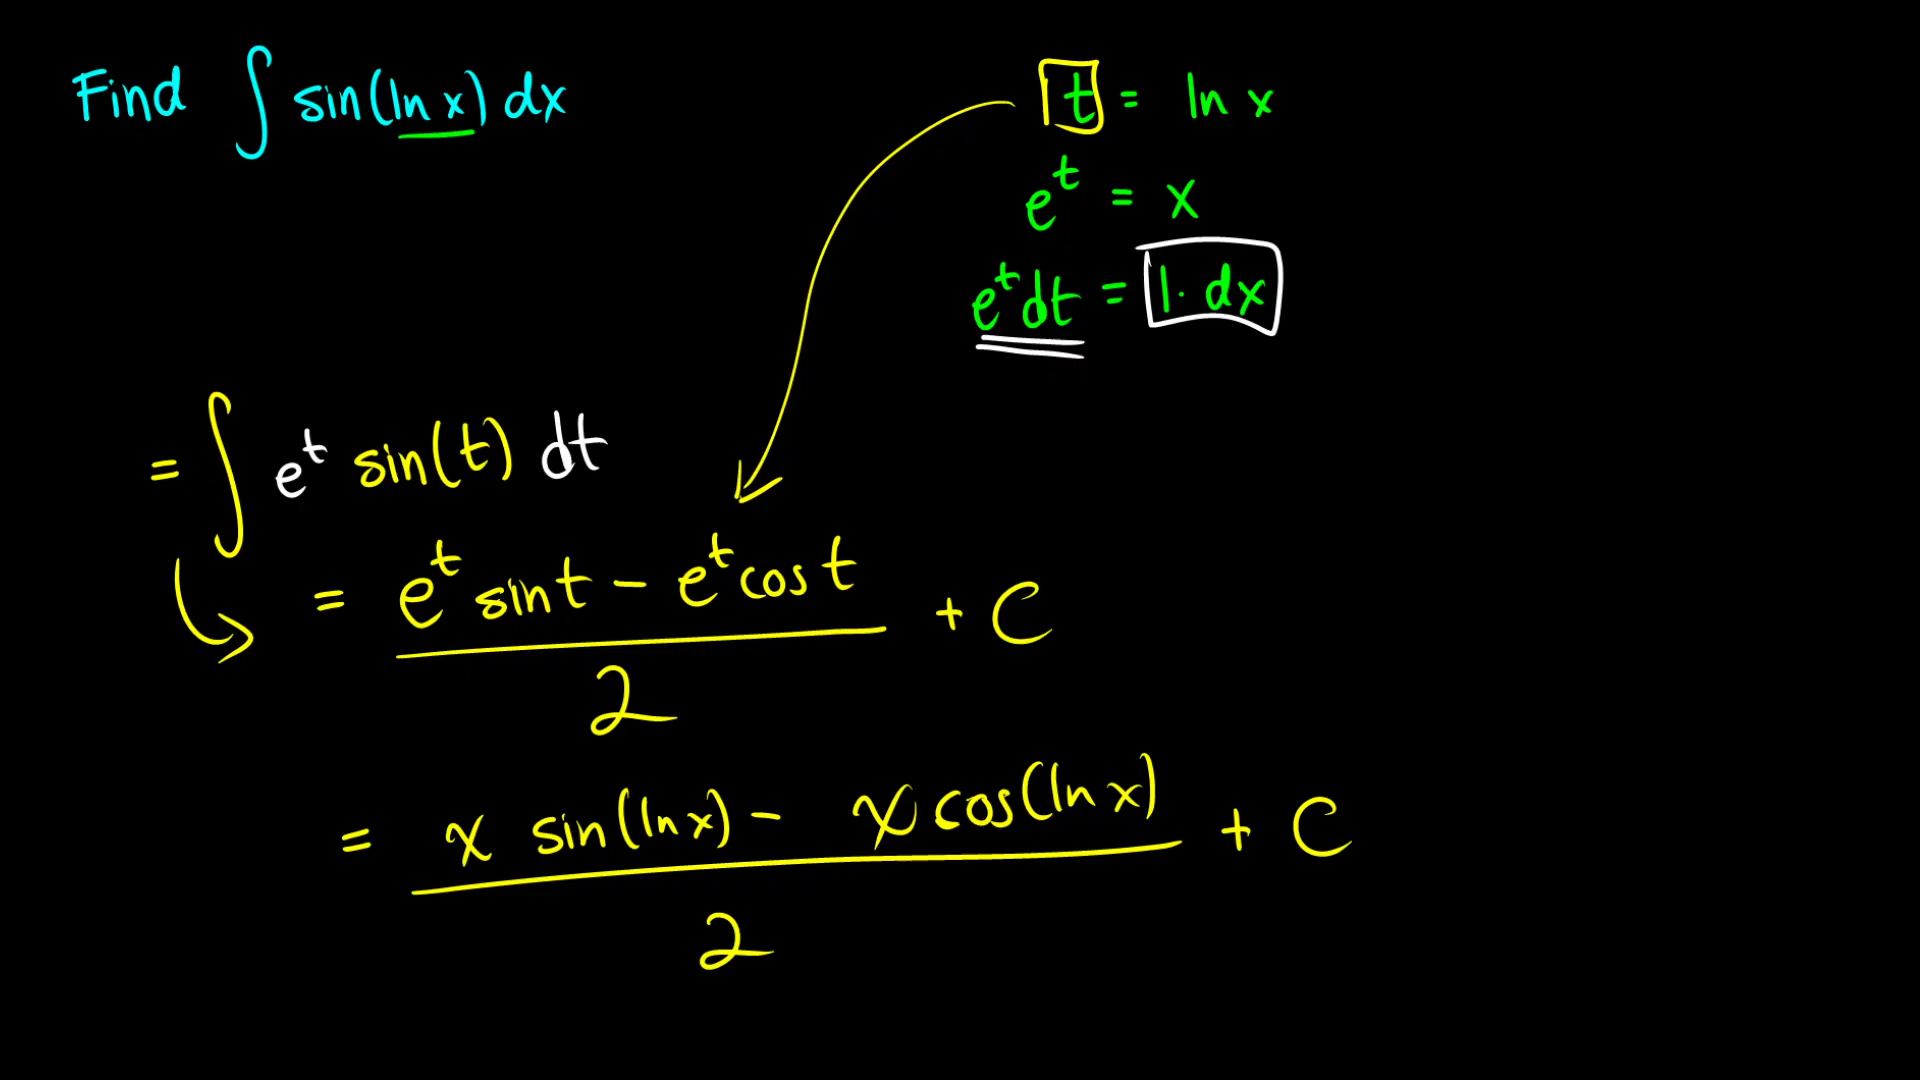 Find ∫ sin(ln x) dx
t = ln x
e^t = x
e^t dt = 1 · dx
= ∫ e^t sin(t) dt
= (e^t sin t - e^t cos t)/2 + C
= (x sin(ln x) - x cos(ln x))/2 + C